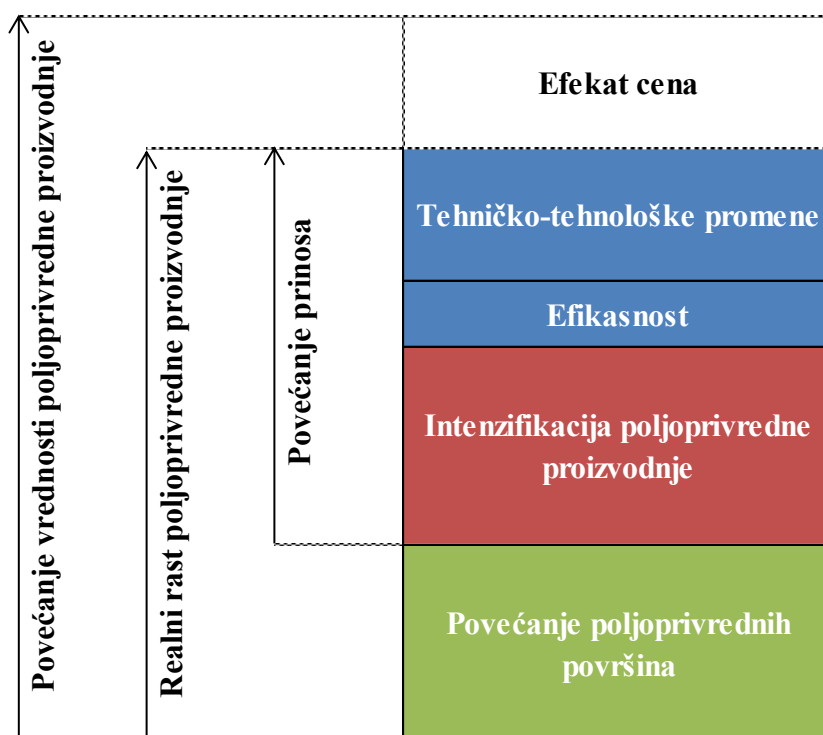 Povećanje vrednosti poljoprivredne proizvodnje
Realni rast poljoprivredne proizvodnje
Povećanje prinosa
Efekat cena
Tehničko-tehnološke promene
Efikasnost
Intenzifikacija poljoprivredne
proizvodnje
Povećanje poljoprivrednih
površina